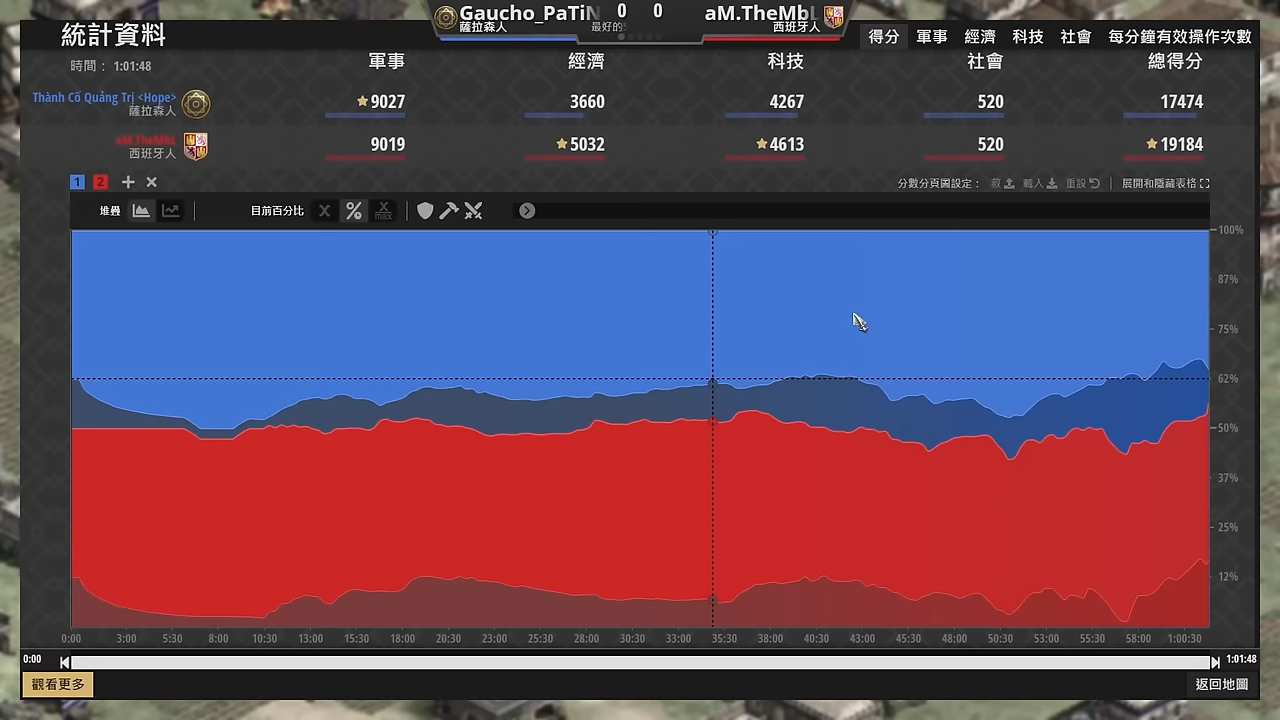 Gaucho_PaTiN 0 0 aM.TheMbL
薩拉森人 最好的 西班牙人
統計資料
得分 軍事 經濟 科技 社會 每分鐘有效操作次數
時間： 1:01:48
軍事 經濟 科技 社會 總得分
Thành Cổ Quảng Trị <Hope>
薩拉森人
9027 3660 4267 520 17474
aM.TheMbL
西班牙人
9019 5032 4613 520 19184
1 2
分數分頁圖設定： 載入 重設 展開和隱藏表格
堆疊 目前百分比 X % X
max
100%
87%
75%
62%
50%
37%
25%
12%
0:00 3:00 5:30 8:00 10:30 13:00 15:30 18:00 20:30 23:00 25:30 28:00 30:30 33:00 35:30 38:00 40:30 43:00 45:30 48:00 50:30 53:00 55:30 58:00 1:00:30
0:00 1:01:48
觀看更多 返回地圖